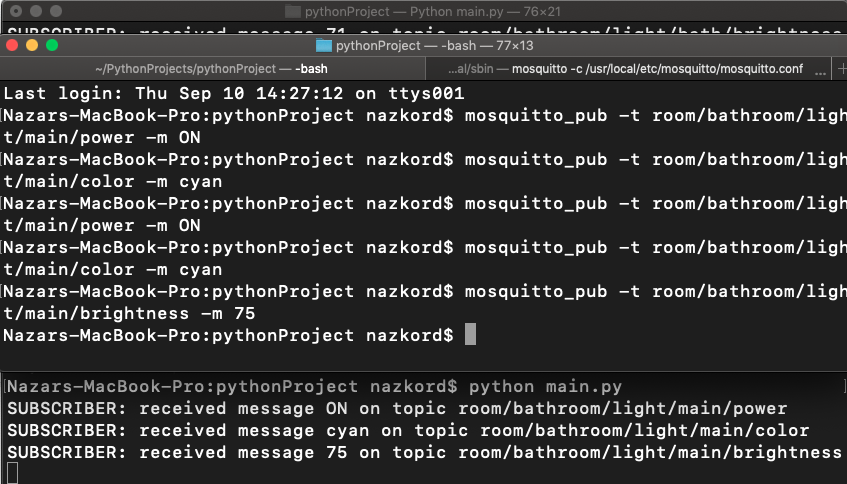 pythonProject — Python main.py — 76×21
SUBSCRIBER: received message 71 on topic room/bathroom/light/bath/brightness
pythonProject — -bash — 77×13
~/PythonProjects/pythonProject — -bash
...al/sbin — mosquitto -c /usr/local/etc/mosquitto/mosquitto.conf ...
Last login: Thu Sep 10 14:27:12 on ttys001
[Nazars-MacBook-Pro:pythonProject nazkord$ mosquitto_pub -t room/bathroom/ligh
t/main/power -m ON
[Nazars-MacBook-Pro:pythonProject nazkord$ mosquitto_pub -t room/bathroom/ligh
t/main/color -m cyan
[Nazars-MacBook-Pro:pythonProject nazkord$ mosquitto_pub -t room/bathroom/ligh
t/main/power -m ON
[Nazars-MacBook-Pro:pythonProject nazkord$ mosquitto_pub -t room/bathroom/ligh
t/main/color -m cyan
[Nazars-MacBook-Pro:pythonProject nazkord$ mosquitto_pub -t room/bathroom/ligh
t/main/brightness -m 75
Nazars-MacBook-Pro:pythonProject nazkord$
[Nazars-MacBook-Pro:pythonProject nazkord$ python main.py ]
SUBSCRIBER: received message ON on topic room/bathroom/light/main/power
SUBSCRIBER: received message cyan on topic room/bathroom/light/main/color
SUBSCRIBER: received message 75 on topic room/bathroom/light/main/brightness